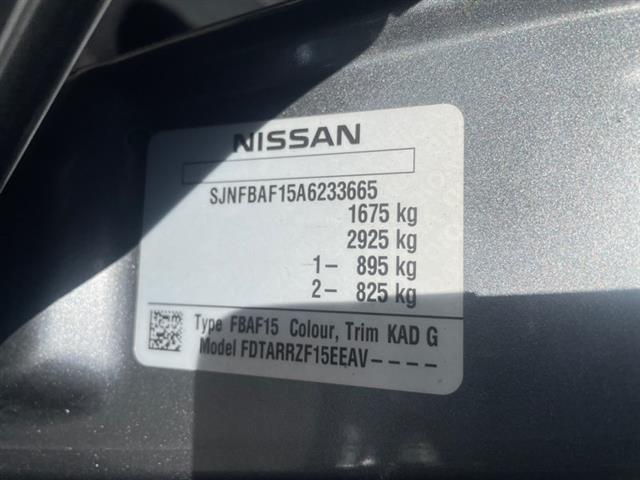 NISSAN
SJNFBAF15A6233665
1675 kg
2925 kg
1– 895 kg
2– 825 kg
Type FBAF15 Colour, Trim KAD G
Model FDTARRZF15EEAV––––